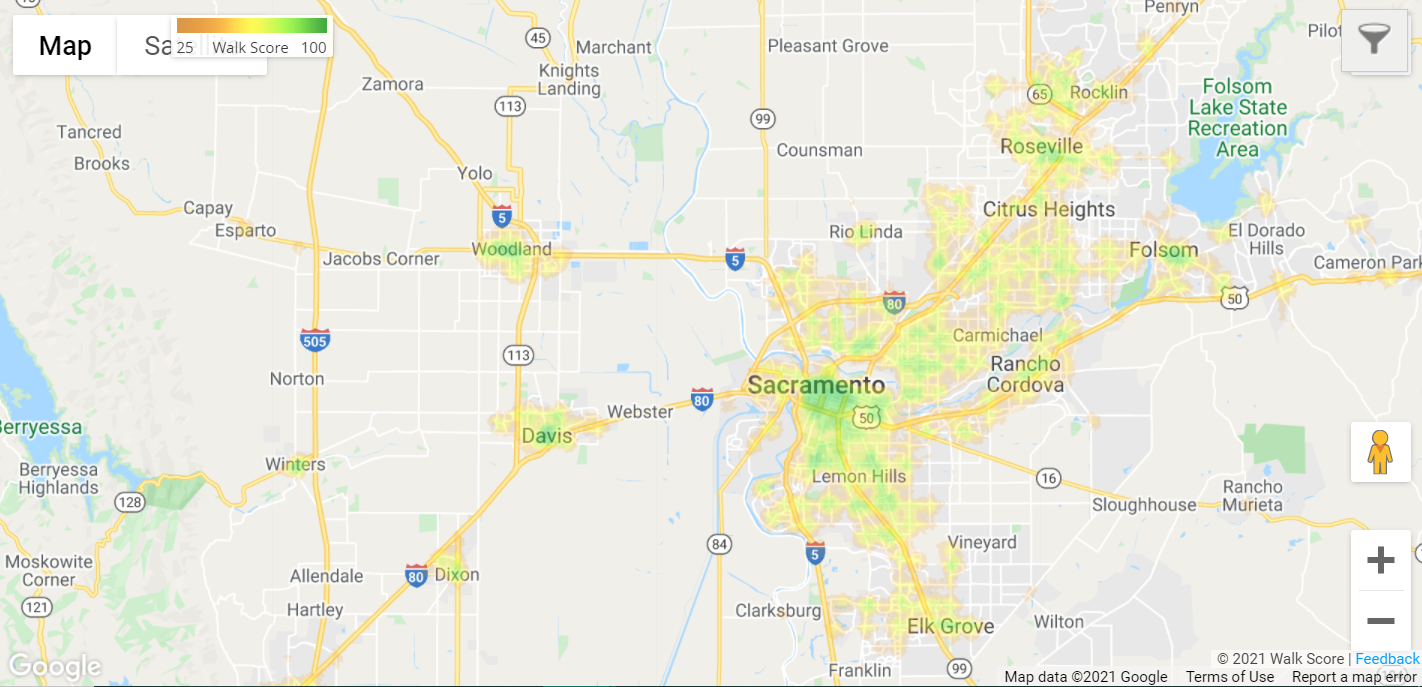 Penryn
Map
Sa
25 Walk Score 100
45
Marchant
Pleasant Grove
Pilot
Knights
Landing
Zamora
65
Rocklin
Folsom
Lake State
Recreation
Area
113
99
Tancred
Brooks
Counsman
Roseville
Yolo
Capay
Esparto
5
Citrus Heights
Rio Linda
El Dorado
Hills
Woodland
Jacobs Corner
5
Folsom
Cameron Park
80
50
505
113
Carmichael
Rancho
Cordova
Norton
Sacramento
80
Webster
50
Davis
Berryessa
Winters
Berryessa
Highlands
128
Lemon Hills
16
Rancho
Murieta
Sloughhouse
84
5
Vineyard
Moskowite
Corner
Allendale
80
Dixon
121
Hartley
Clarksburg
Elk Grove
Wilton
Franklin
99
Google
© 2021 Walk Score | Feedback
Map data ©2021 Google Terms of Use Report a map error